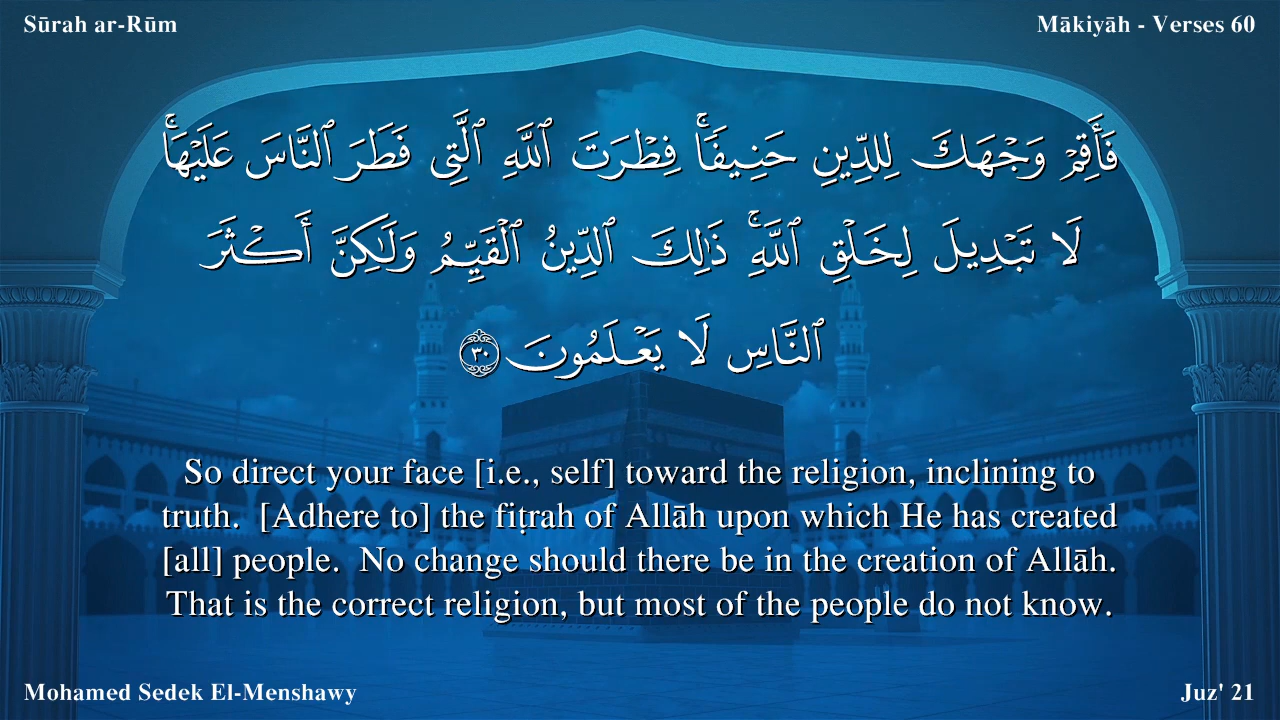 Sūrah ar-Rūm
Mākiyāh - Verses 60
فَأَقِمۡ وَجۡهَكَ لِلدِّينِ حَنِيفٗاۚ فِطۡرَتَ ٱللَّهِ ٱلَّتِي فَطَرَ ٱلنَّاسَ عَلَيۡهَاۚ
لَا تَبۡدِيلَ لِخَلۡقِ ٱللَّهِۚ ذَٰلِكَ ٱلدِّينُ ٱلۡقَيِّمُ وَلَٰكِنَّ أَكۡثَرَ
ٱلنَّاسِ لَا يَعۡلَمُونَ ٣٠
So direct your face [i.e., self] toward the religion, inclining to
truth.  [Adhere to] the fiṭrah of Allāh upon which He has created
[all] people.  No change should there be in the creation of Allāh.
That is the correct religion, but most of the people do not know.
Mohamed Sedek El-Menshawy
Juz' 21